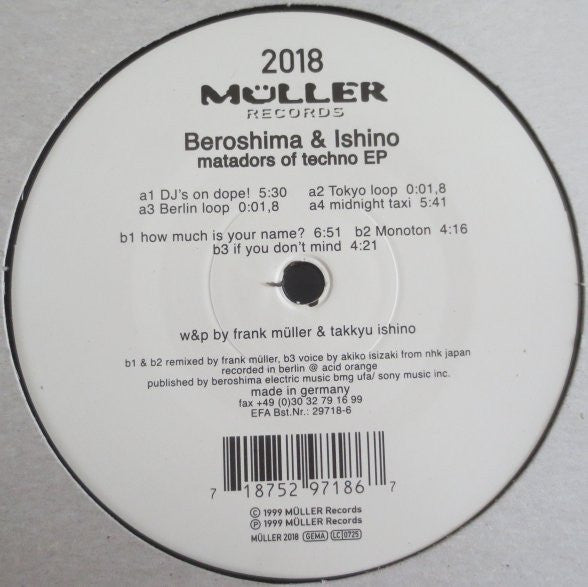 2018
MÜLLER
RECORDS
Beroshima & Ishino
matadors of techno EP
a1 DJ's on dope! 5:30 a2 Tokyo loop 0:01,8
a3 Berlin loop 0:01,8 a4 midnight taxi 5:41
b1 how much is your name? 6:51 b2 Monoton 4:16
b3 if you don't mind 4:21
w&p by frank müller & takkyu ishino
b1 & b2 remixed by frank müller, b3 voice by akiko isizaki from nhk japan
recorded in berlin @ acid orange
published by beroshima electric music bmg ufa/ sony music inc.
made in germany
fax +49 (0)30 32 79 16 99
EFA Bst.Nr.: 29718-6
7 18752 97186 7
© 1999 MÜLLER Records
℗ 1999 MÜLLER Records
MÜLLER 2018 GEMA LC 0725